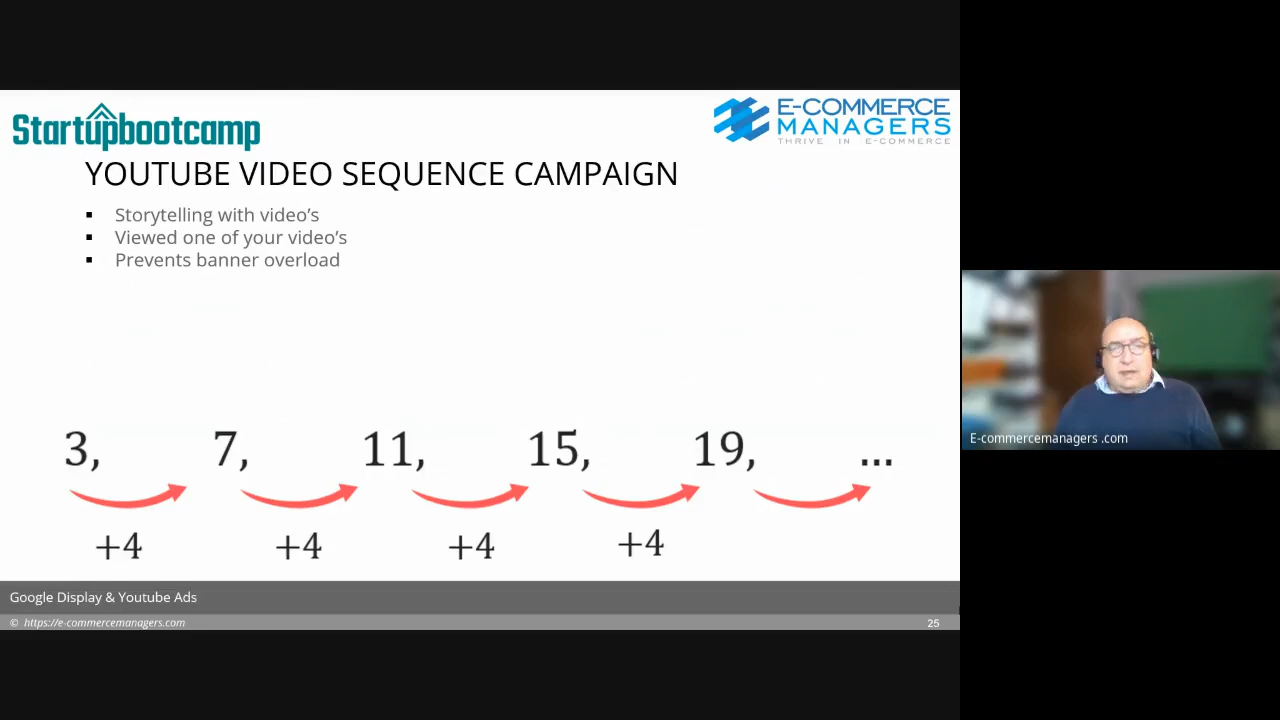 Startupbootcamp
E-COMMERCE
MANAGERS
THRIVE IN E-COMMERCE
YOUTUBE VIDEO SEQUENCE CAMPAIGN
▪ Storytelling with video’s
▪ Viewed one of your video’s
▪ Prevents banner overload
3, 7, 11, 15, 19, ...
+4 +4 +4 +4
E-commercemanagers .com
Google Display & Youtube Ads
© https://e-commercemanagers.com 25